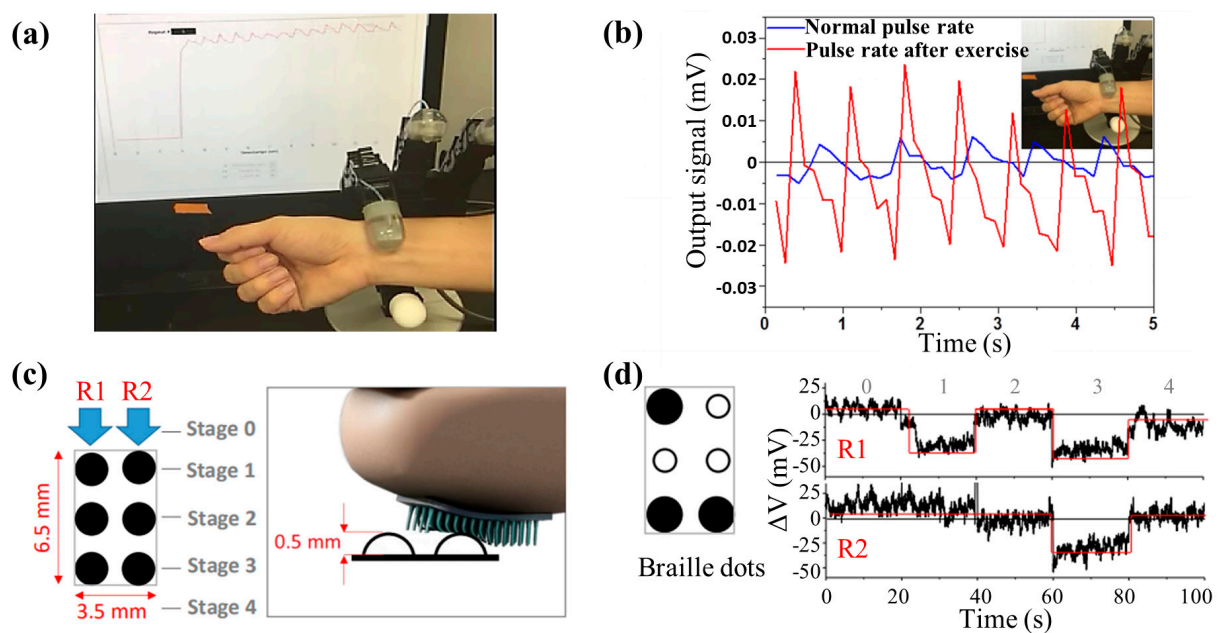 (a)
(b)
Normal pulse rate
Pulse rate after exercise
Output signal (mV)
0.03
0.02
0.01
0
-0.01
-0.02
-0.03
0 1 2 3 4 5
Time (s)
(c)
R1 R2
Stage 0
Stage 1
Stage 2
Stage 3
Stage 4
6.5 mm
3.5 mm
0.5 mm
(d)
Braille dots
0 1 2 3 4
ΔV (mV)
25
0
-25
-50
R1
25
0
-25
-50
R2
0 20 40 60 80 100
Time (s)